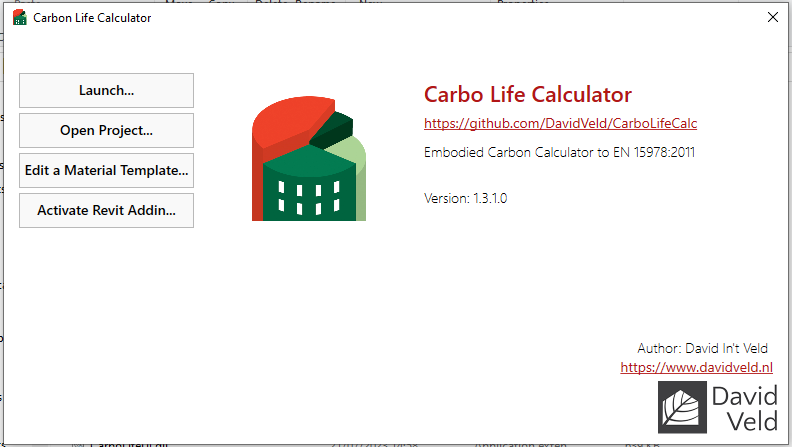 Carbon Life Calculator
Launch...
Open Project...
Edit a Material Template...
Activate Revit Addin...
Carbo Life Calculator
https://github.com/DavidVeld/CarboLifeCalc
Embodied Carbon Calculator to EN 15978:2011
Version: 1.3.1.0
Author: David In't Veld
https://www.davidveld.nl
David
Veld